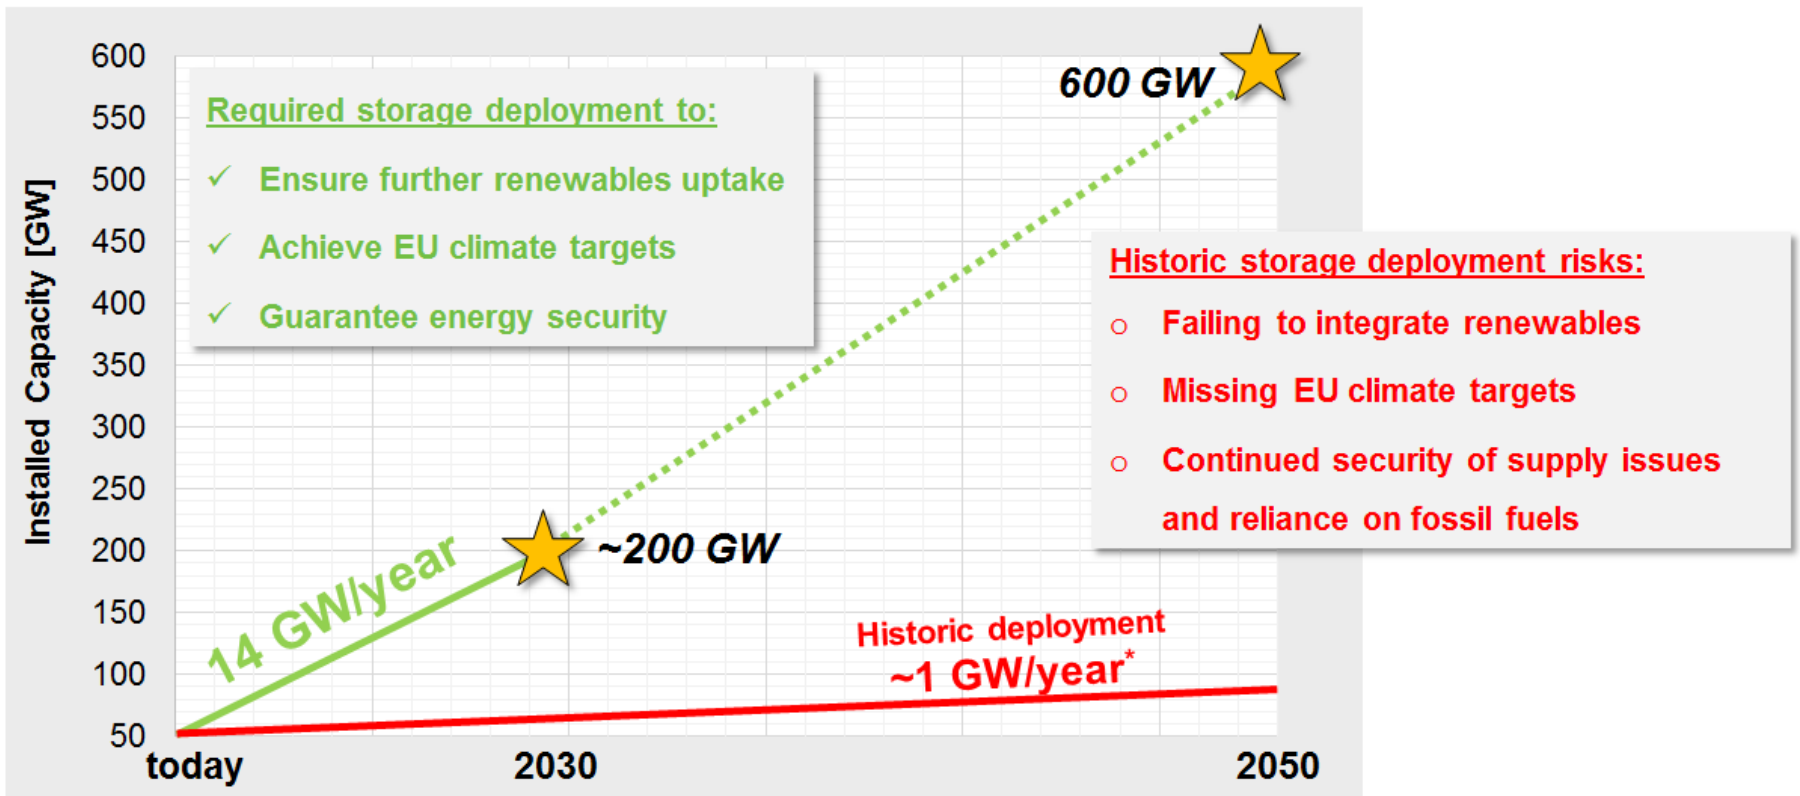 Installed Capacity [GW]
600
550
500
450
400
350
300
250
200
150
100
50
today
2030
2050
Required storage deployment to:
✓ Ensure further renewables uptake
✓ Achieve EU climate targets
✓ Guarantee energy security
600 GW
Historic storage deployment risks:
o Failing to integrate renewables
o Missing EU climate targets
o Continued security of supply issues
and reliance on fossil fuels
14 GW/year
~200 GW
Historic deployment
~1 GW/year*